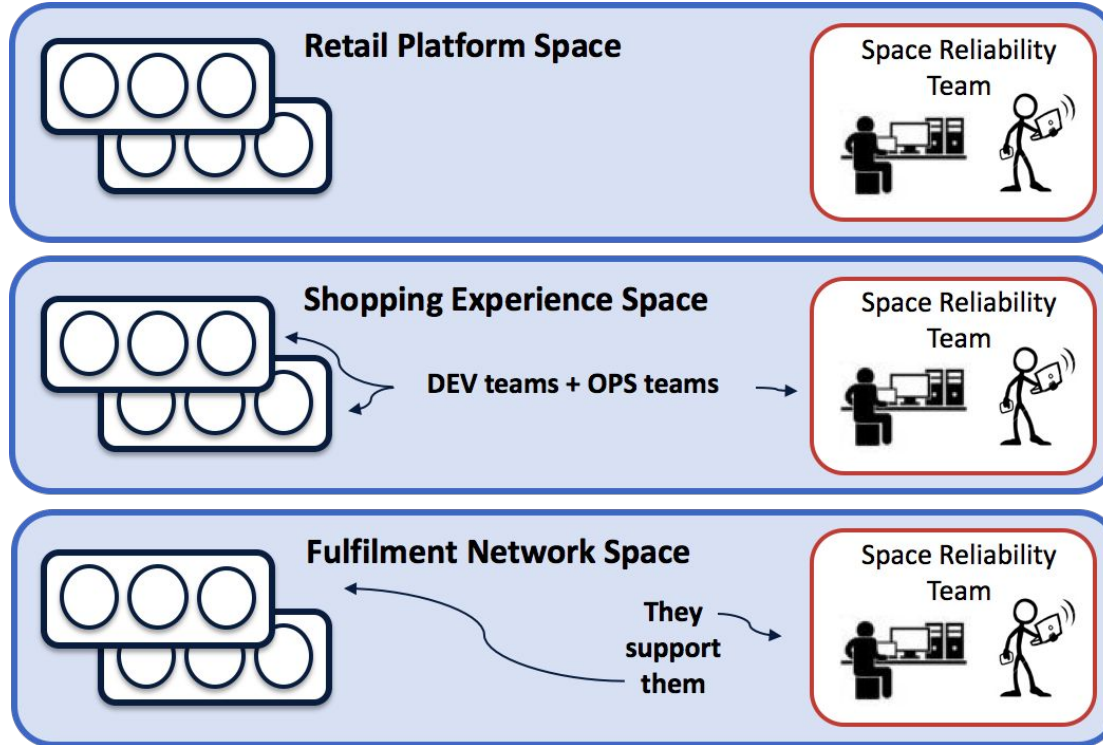 Retail Platform Space
Space Reliability
Team
Shopping Experience Space
Space Reliability
Team
DEV teams + OPS teams
Fulfilment Network Space
Space Reliability
Team
They
support
them